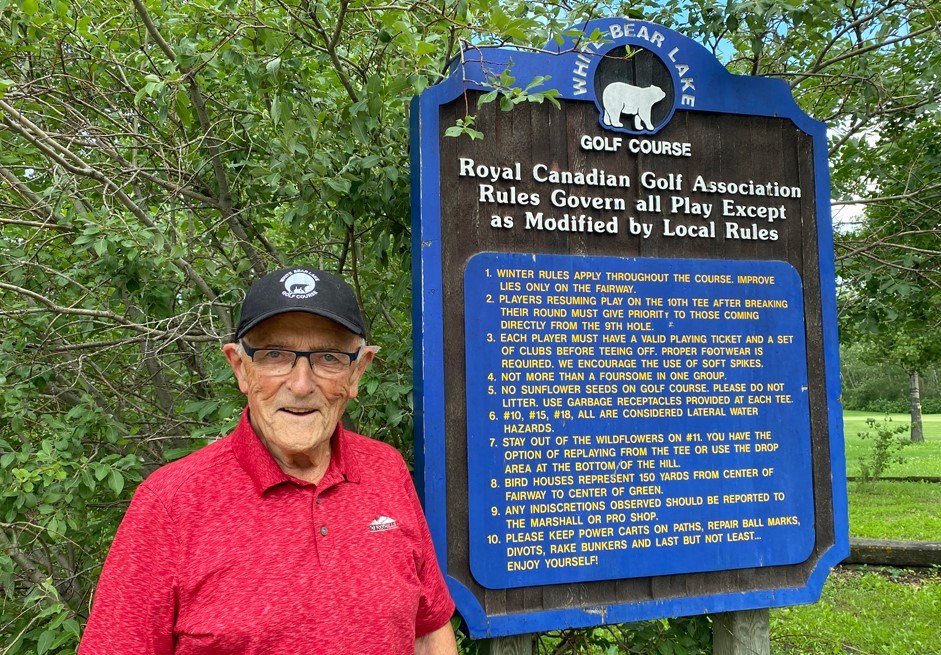 WHITE BEAR LAKE
GOLF COURSE
Royal Canadian Golf Association
Rules Govern all Play Except
as Modified by Local Rules
1. WINTER RULES APPLY THROUGHOUT THE COURSE. IMPROVE
LIES ONLY ON THE FAIRWAY.
2. PLAYERS RESUMING PLAY ON THE 10TH TEE AFTER BREAKING
THEIR ROUND MUST GIVE PRIORITY TO THOSE COMING
DIRECTLY FROM THE 9TH HOLE.
3. EACH PLAYER MUST HAVE A VALID PLAYING TICKET AND A SET
OF CLUBS BEFORE TEEING OFF. PROPER FOOTWEAR IS
REQUIRED. WE ENCOURAGE THE USE OF SOFT SPIKES.
4. NOT MORE THAN A FOURSOME IN ONE GROUP.
5. NO SUNFLOWER SEEDS ON GOLF COURSE. PLEASE DO NOT
LITTER. USE GARBAGE RECEPTACLES PROVIDED AT EACH TEE.
6. #10, #15, #18, ALL ARE CONSIDERED LATERAL WATER
HAZARDS.
7. STAY OUT OF THE WILDFLOWERS ON #11. YOU HAVE THE
OPTION OF REPLAYING FROM THE TEE OR USE THE DROP
AREA AT THE BOTTOM OF THE HILL.
8. BIRD HOUSES REPRESENT 150 YARDS FROM CENTER OF
FAIRWAY TO CENTER OF GREEN.
9. ANY INDISCRETIONS OBSERVED SHOULD BE REPORTED TO
THE MARSHALL OR PRO SHOP.
10. PLEASE KEEP POWER CARTS ON PATHS, REPAIR BALL MARKS,
DIVOTS, RAKE BUNKERS AND LAST BUT NOT LEAST...
ENJOY YOURSELF!
WHITE BEAR LAKE
GOLF COURSE